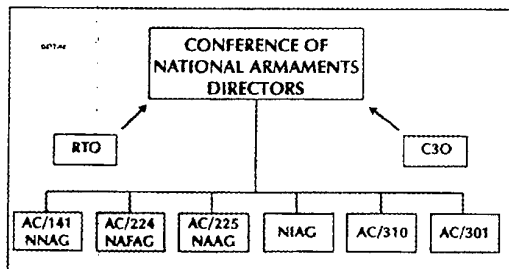 CONFERENCE OF
NATIONAL ARMAMENTS
DIRECTORS
RTO
C3O
AC/141
NNAG
AC/224
NAFAG
AC/225
NAAG
NIAG
AC/310
AC/301